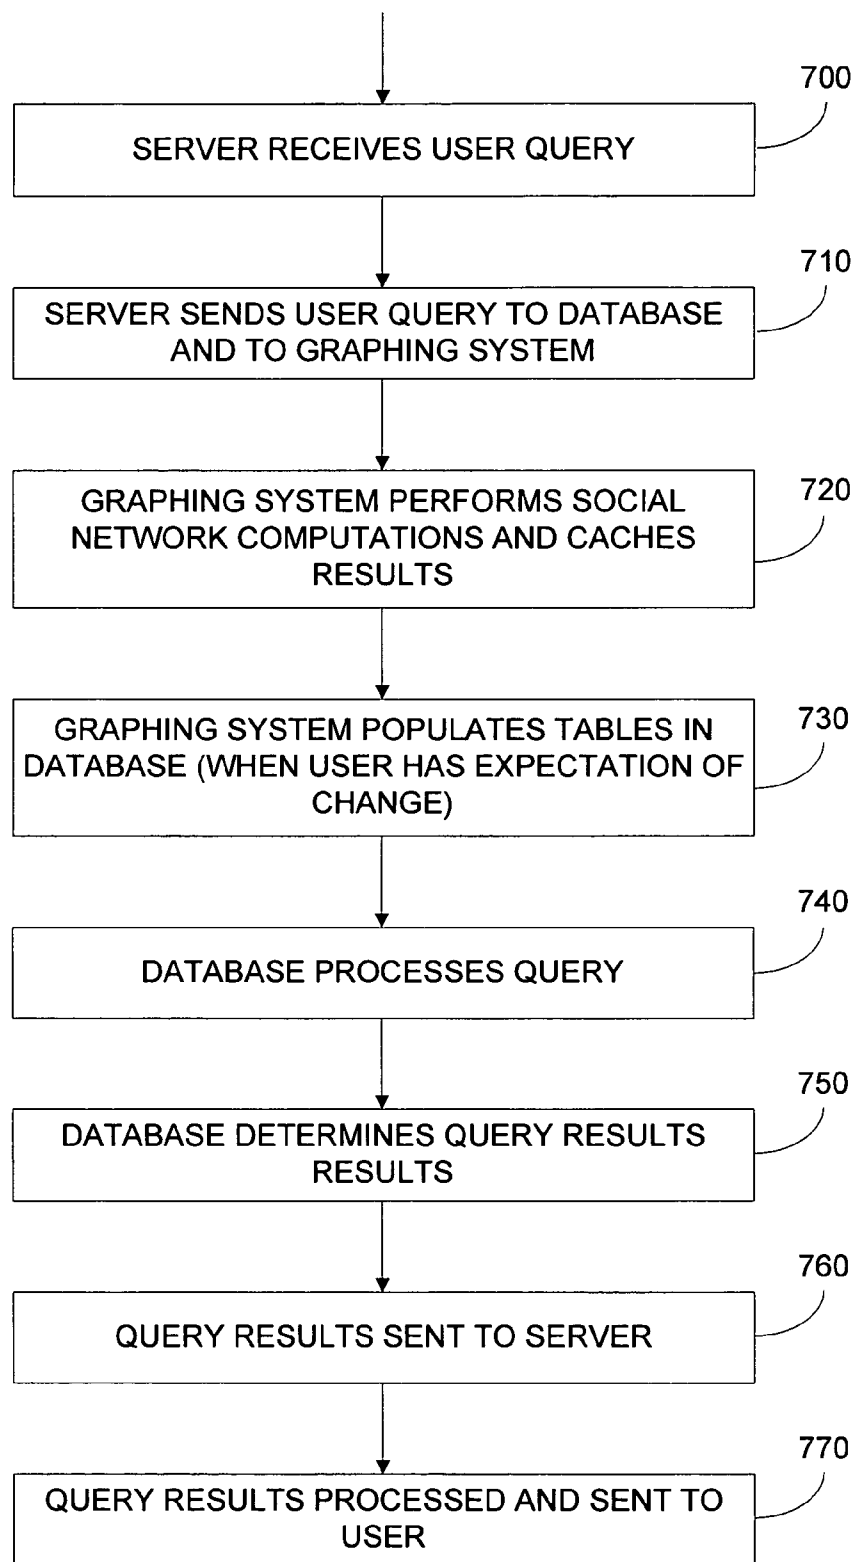 700
SERVER RECEIVES USER QUERY
710
SERVER SENDS USER QUERY TO DATABASE
AND TO GRAPHING SYSTEM
720
GRAPHING SYSTEM PERFORMS SOCIAL
NETWORK COMPUTATIONS AND CACHES
RESULTS
730
GRAPHING SYSTEM POPULATES TABLES IN
DATABASE (WHEN USER HAS EXPECTATION OF
CHANGE)
740
DATABASE PROCESSES QUERY
750
DATABASE DETERMINES QUERY RESULTS
RESULTS
760
QUERY RESULTS SENT TO SERVER
770
QUERY RESULTS PROCESSED AND SENT TO
USER